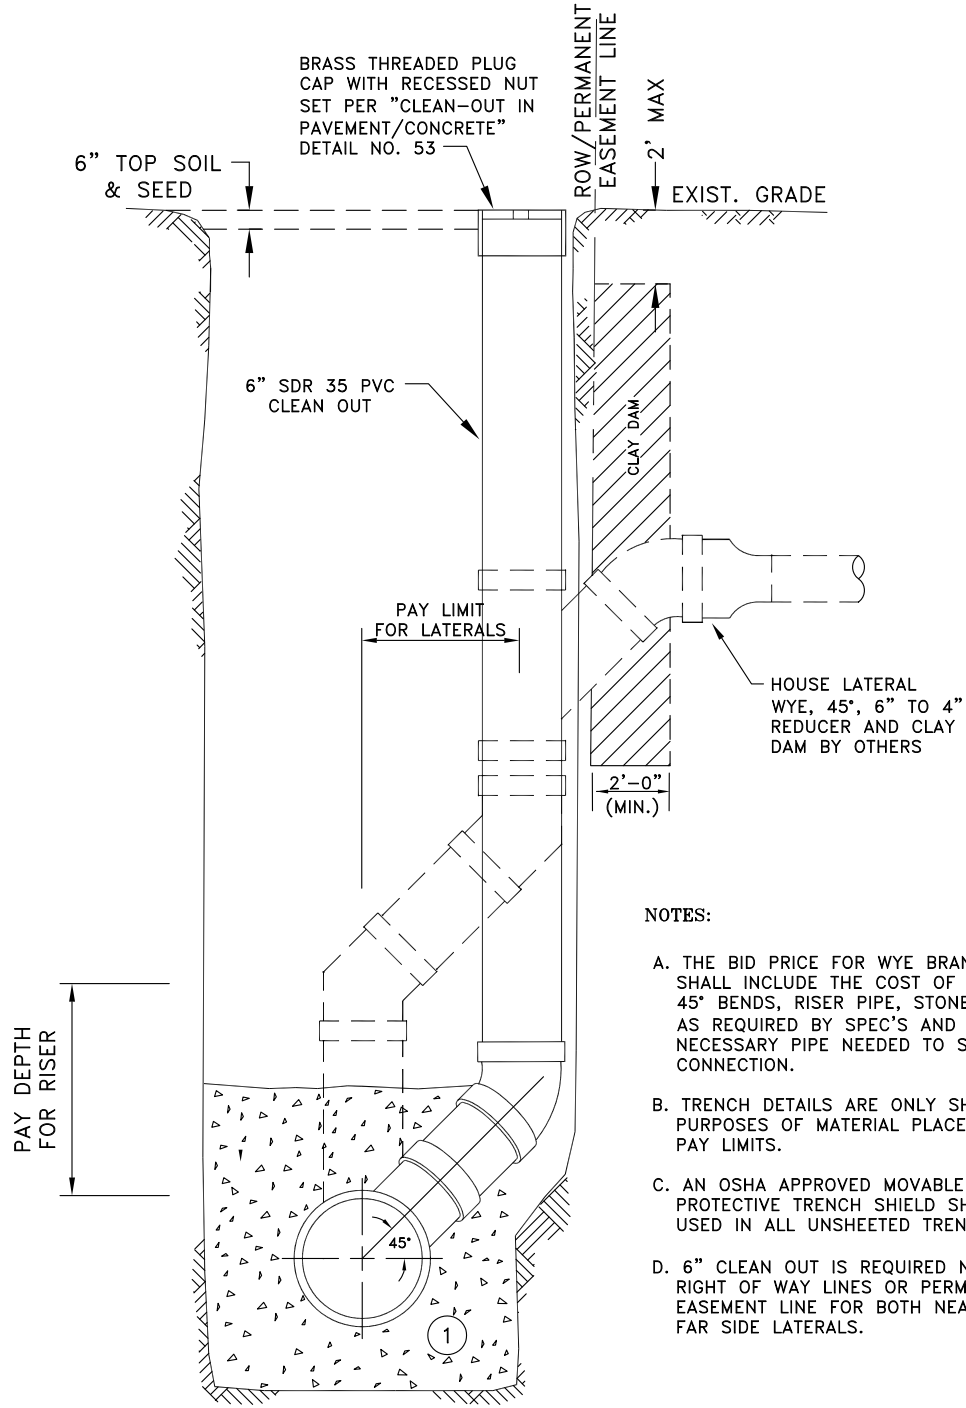 BRASS THREADED PLUG
CAP WITH RECESSED NUT
SET PER "CLEAN-OUT IN
PAVEMENT/CONCRETE"
DETAIL NO. 53
ROW/PERMANENT
EASEMENT LINE
2' MAX
6" TOP SOIL
& SEED
EXIST. GRADE
6" SDR 35 PVC
CLEAN OUT
CLAY DAM
PAY LIMIT
FOR LATERALS
HOUSE LATERAL
WYE, 45°, 6" TO 4"
REDUCER AND CLAY
DAM BY OTHERS
2'-0"
(MIN.)
PAY DEPTH
FOR RISER
45°
1
NOTES:
A. THE BID PRICE FOR WYE BRAN
SHALL INCLUDE THE COST OF
45° BENDS, RISER PIPE, STONE
AS REQUIRED BY SPEC'S AND
NECESSARY PIPE NEEDED TO S
CONNECTION.
B. TRENCH DETAILS ARE ONLY SH
PURPOSES OF MATERIAL PLACE
PAY LIMITS.
C. AN OSHA APPROVED MOVABLE
PROTECTIVE TRENCH SHIELD SH
USED IN ALL UNSHEETED TREN
D. 6" CLEAN OUT IS REQUIRED N
RIGHT OF WAY LINES OR PERM
EASEMENT LINE FOR BOTH NEA
FAR SIDE LATERALS.